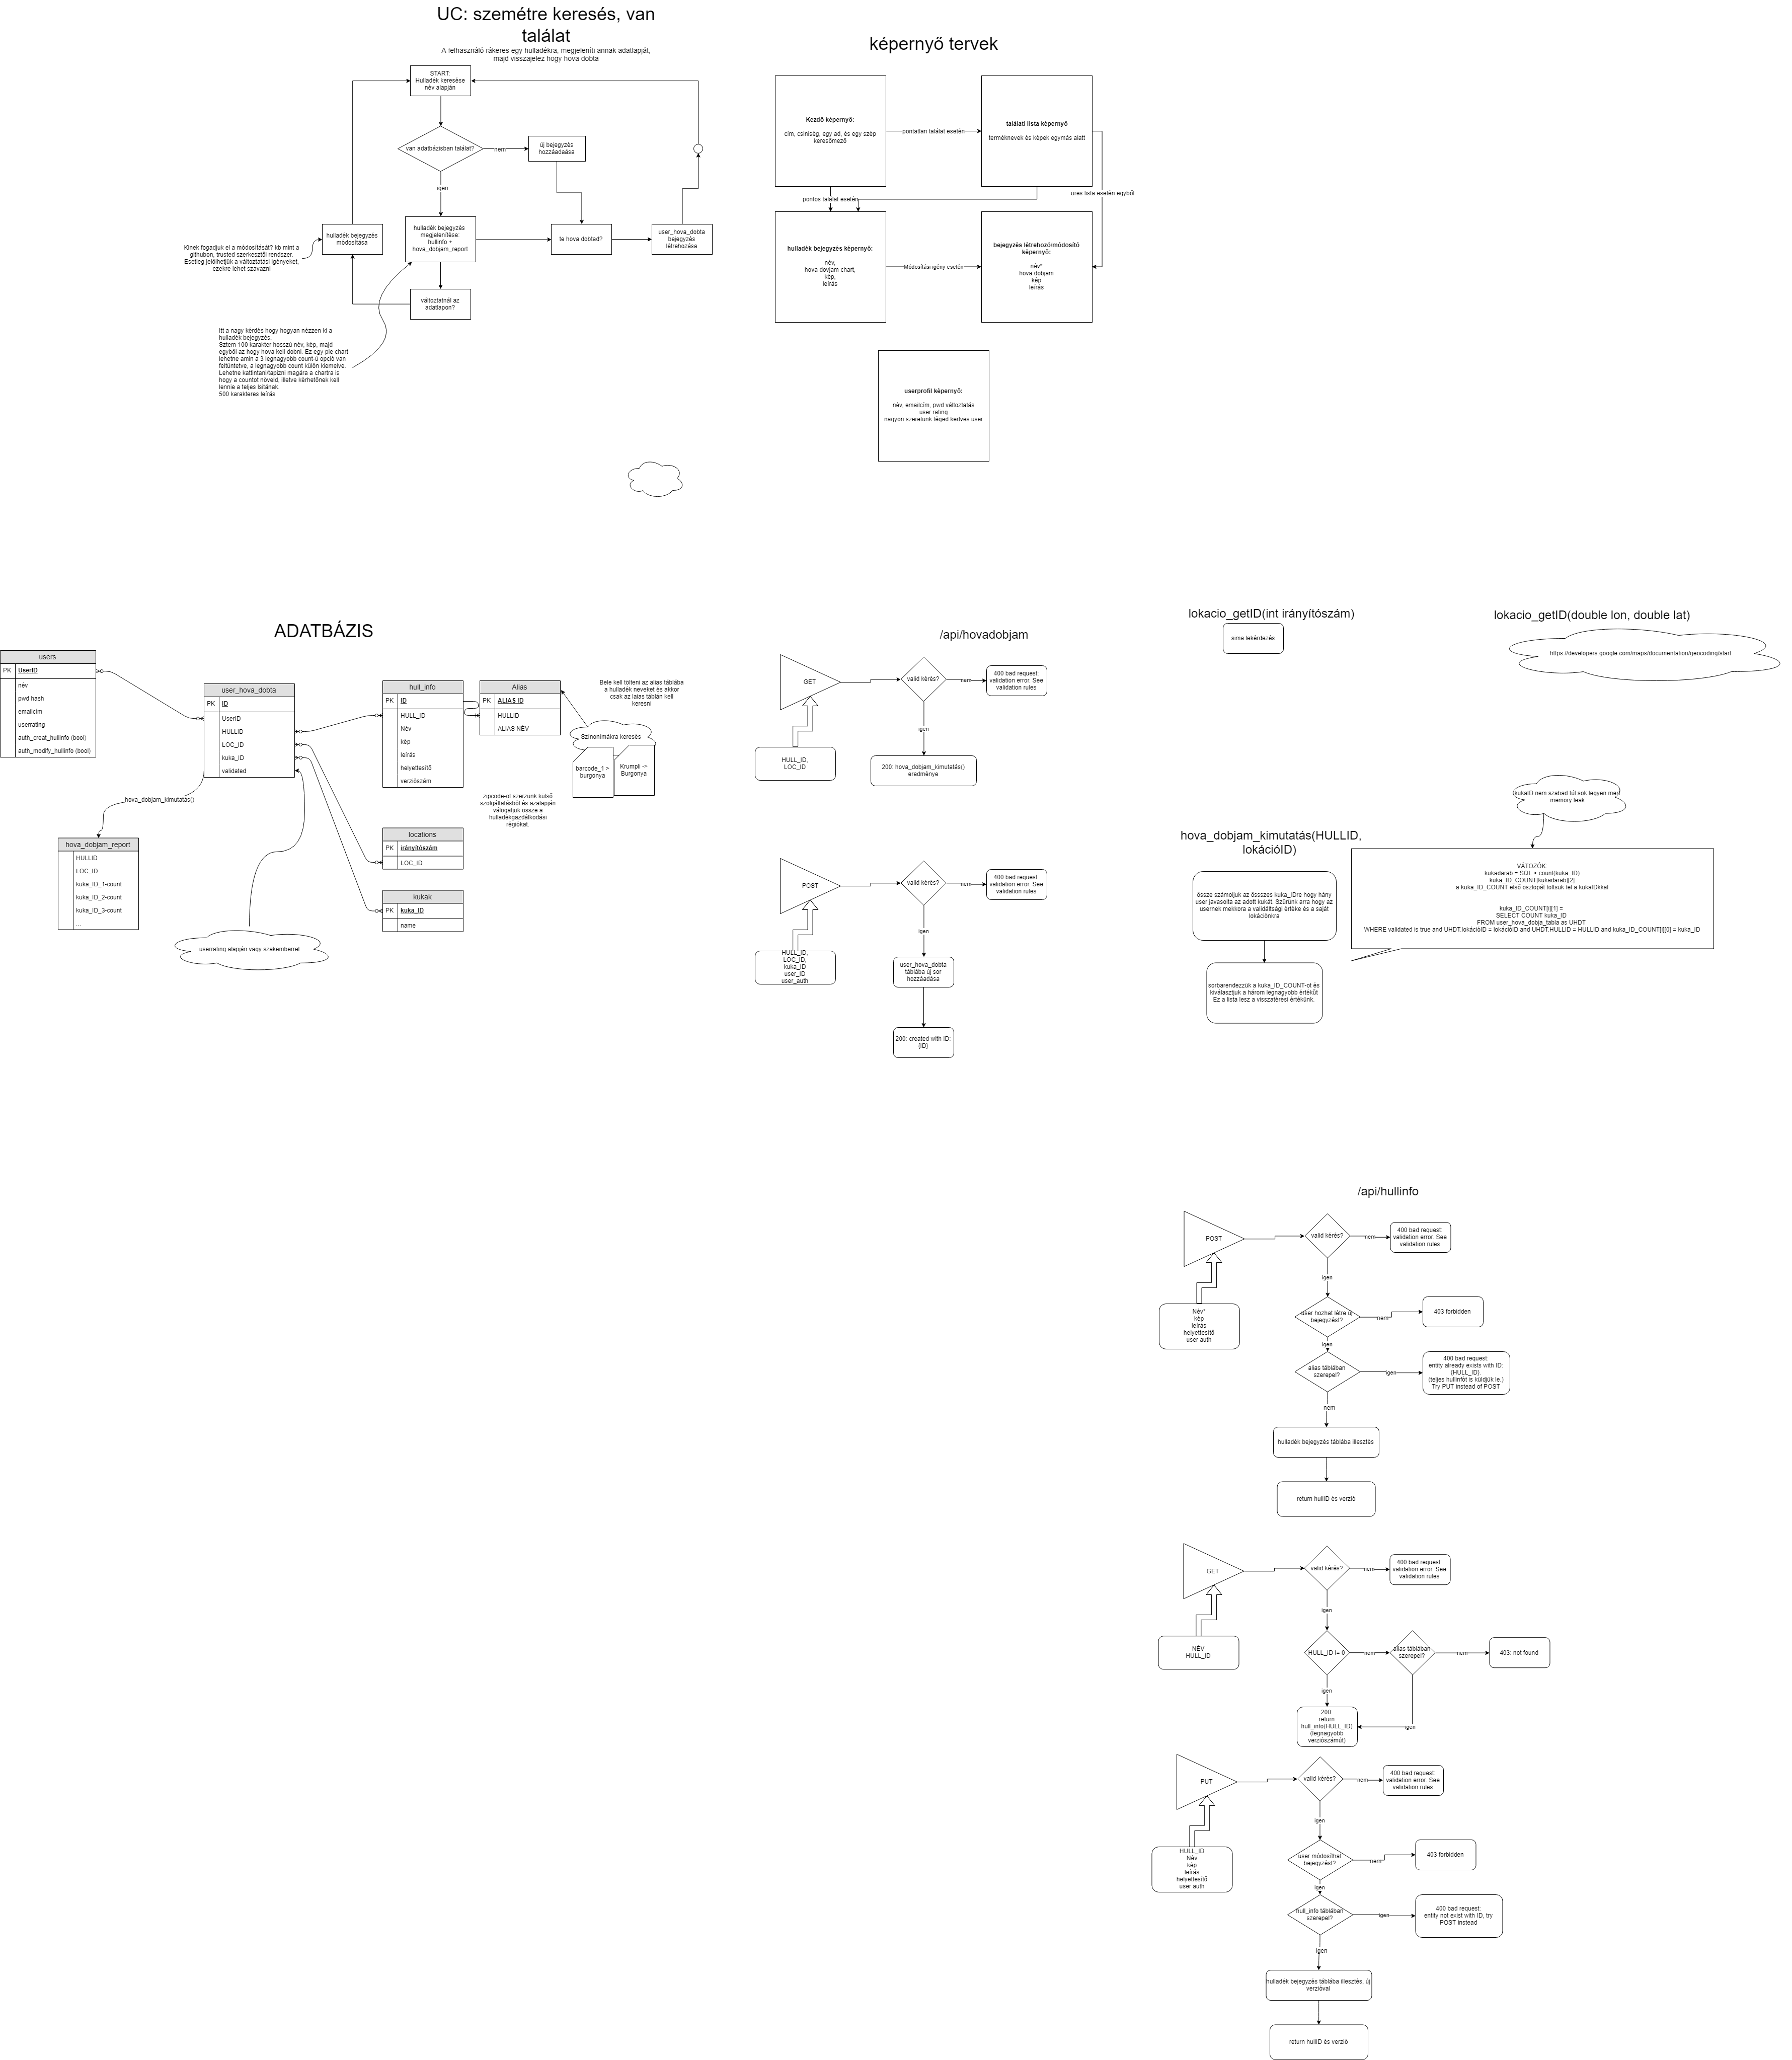 UC: szemétre keresés, van
találat
A felhasználó rákeres egy hulladékra, megjeleníti annak adatlapját,
majd visszajelez hogy hova dobta
START:
Hulladék keresése
név alapján
van adatbázisban találat?
nem
új bejegyzés
hozzáadaása
igen
hulladék bejegyzés
módosítása
hulladék bejegyzés
megjelenítése:
hullinfo +
hova_dobjam_report
te hova dobtad?
user_hova_dobta
bejegyzés
létrehozása
Kinek fogadjuk el a módosítását? kb mint a
githubon, trusted szerkesztői rendszer.
Esetleg jelölhetjük a változtatási igényeket,
ezekre lehet szavazni
változtatnál az
adatlapon?
Itt a nagy kérdés hogy hogyan nézzen ki a
hulladék bejegyzés.
Sztem 100 karakter hosszú név, kép, majd
egyből az hogy hova kell dobni. Ez egy pie chart
lehetne amin a 3 legnagyobb count-ú opció van
feltüntetve, a legnagyobb count külön kiemelve.
Lehetne kattintani/tapizni magára a chartra is
hogy a countot növeld, illetve kérhetőnek kell
lennie a teljes lsitának.
500 karakteres leírás
képernyő tervek
Kezdő képernyő:
cím, csiniség, egy ad, és egy szép
keresőmező
pontatlan találat esetén
találati lista képernyő
terméknevek és képek egymás alatt
pontos találat esetén
üres lista esetén egyből
hulladék bejegyzés képernyő:
név,
hova dovjam chart,
kép,
leírás
Módosítási igény esetén
bejegyzés létrehozó/módosító
képernyő:
név*
hova dobjam
kép
leírás
userprofil képernyő:
név, emailcím, pwd változtatás
user rating
nagyon szeretünk téged kedves user
ADATBÁZIS
users
PK UserID
név
pwd hash
emailcím
userrating
auth_creat_hullinfo (bool)
auth_modify_hullinfo (bool)
user_hova_dobta
PK ID
UserID
HULLID
LOC_ID
kuka_ID
validated
hull_info
PK ID
HULL_ID
Név
kép
leírás
helyettesítő
verziószám
Alias
PK ALIAS ID
HULLID
ALIAS NÉV
Bele kell tölteni az alias táblába
a hulladék neveket és akkor
csak az laias táblán kell
keresni
Színonímákra keresés
barcode_1 >
burgonya
Krumpli ->
Burgonya
zipcode-ot szerzünk külső
szolgáltatásból és azalapján
válogatjuk össze a
hulladékgazdálkodási
régiókat.
locations
PK irányítószám
LOC_ID
kukak
PK kuka_ID
name
hova_dobjam_kimutatás()
hova_dobjam_report
HULLID
LOC_ID
kuka_ID_1-count
kuka_ID_2-count
kuka_ID_3-count
...
userrating alapján vagy szakemberrel
/api/hovadobjam
GET
valid kérés?
nem
400 bad request:
validation error. See
validation rules
igen
HULL_ID,
LOC_ID
200: hova_dobjam_kimutatás()
eredménye
POST
valid kérés?
nem
400 bad request:
validation error. See
validation rules
igen
HULL_ID,
LOC_ID,
kuka_ID
user_ID
user_auth
user_hova_dobta
táblába új sor
hozzáadása
200: created with ID:
{ID}
lokacio_getID(int irányítószám)
sima lekérdezés
lokacio_getID(double lon, double lat)
https://developers.google.com/maps/documentation/geocoding/start
kukaID nem szabad túl sok legyen mert
memory leak
hova_dobjam_kimutatás(HULLID,
lokációID)
össze számoljuk az össszes kuka_IDre hogy hány
user javasolta az adott kukát. Szűrünk arra hogy az
usernek mekkora a validáltsági értéke és a saját
lokációnkra
sorbarendezzük a kuka_ID_COUNT-ot és
kiválasztjuk a három legnagyobb értékűt.
Ez a lista lesz a visszatérési értékünk.
VÁTOZÓK:
kukadarab = SQL > count(kuka_ID)
kuka_ID_COUNT[kukadarab][2]
a kuka_ID_COUNT első oszlopát töltsük fel a kukaIDkkal
kuka_ID_COUNT[i][1] =
SELECT COUNT kuka_ID
FROM user_hova_dobja_tabla as UHDT
WHERE validated is true and UHDT.lokációID = lokációID and UHDT.HULLID = HULLID and kuka_ID_COUNT[i][0] = kuka_ID
/api/hullinfo
POST
valid kérés?
nem
400 bad request:
validation error. See
validation rules
igen
Név*
kép
leírás
helyettesítő
user auth
user hozhat létre új
bejegyzést?
nem
403 forbidden
igen
alias táblában
szerepel?
igen
400 bad request:
entity already exists with ID:
{HULL_ID}.
(teljes hullinfót is küldjük le.)
Try PUT instead of POST
nem
hulladék bejegyzés táblába illesztés
return hullID és verzió
GET
valid kérés?
nem
400 bad request:
validation error. See
validation rules
igen
NÉV
HULL_ID
HULL_ID != 0
nem
alias táblában
szerepel?
nem
403: not found
igen
200:
return
hull_info(HULL_ID)
(legnagyobb
verziószámút)
igen
PUT
valid kérés?
nem
400 bad request:
validation error. See
validation rules
igen
HULL_ID
Név
kép
leírás
helyettesítő
user auth
user módosíthat
bejegyzést?
nem
403 forbidden
igen
hull_info táblában
szerepel?
igen
400 bad request:
entity not exist with ID, try
POST instead
igen
hulladék bejegyzés táblába illesztés, új
verzióval
return hullID és verzió